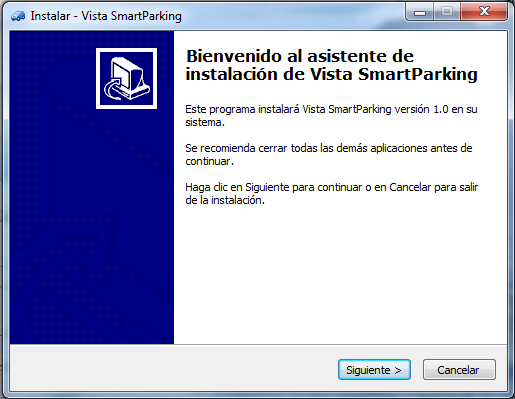 Instalar - Vista SmartParking
Bienvenido al asistente de
instalación de Vista SmartParking
Este programa instalará Vista SmartParking versión 1.0 en su
sistema.
Se recomienda cerrar todas las demás aplicaciones antes de
continuar.
Haga clic en Siguiente para continuar o en Cancelar para salir
de la instalación.
Siguiente >
Cancelar